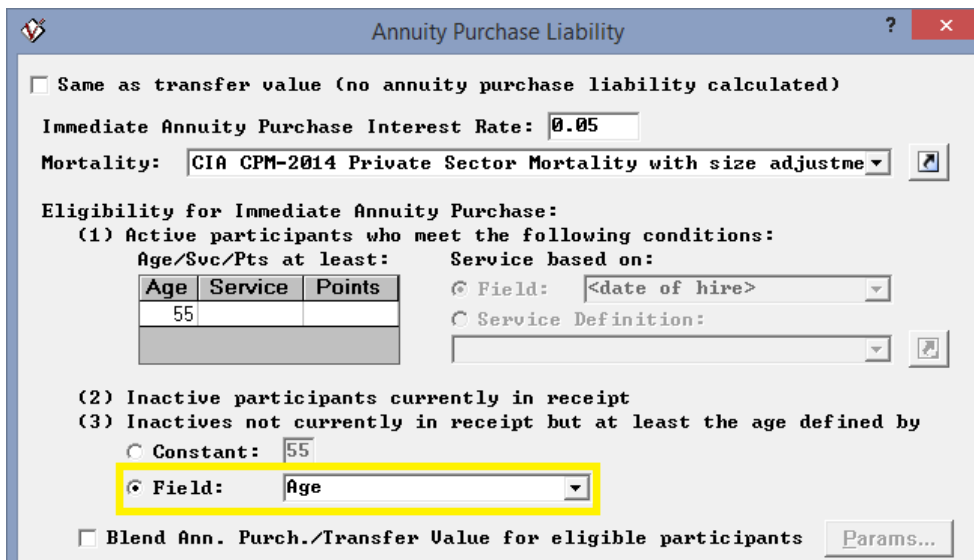 Annuity Purchase Liability ? ×
Same as transfer value (no annuity purchase liability calculated)
Immediate Annuity Purchase Interest Rate: 0.05
Mortality: CIA CPM-2014 Private Sector Mortality with size adjustme
Eligibility for Immediate Annuity Purchase:
(1) Active participants who meet the following conditions:
Age/Svc/Pts at least: Service based on:
Age Service Points Field: <date of hire>
55 Service Definition:
(2) Inactive participants currently in receipt
(3) Inactives not currently in receipt but at least the age defined by
Constant: 55
Field: Age
Blend Ann. Purch./Transfer Value for eligible participants Params...